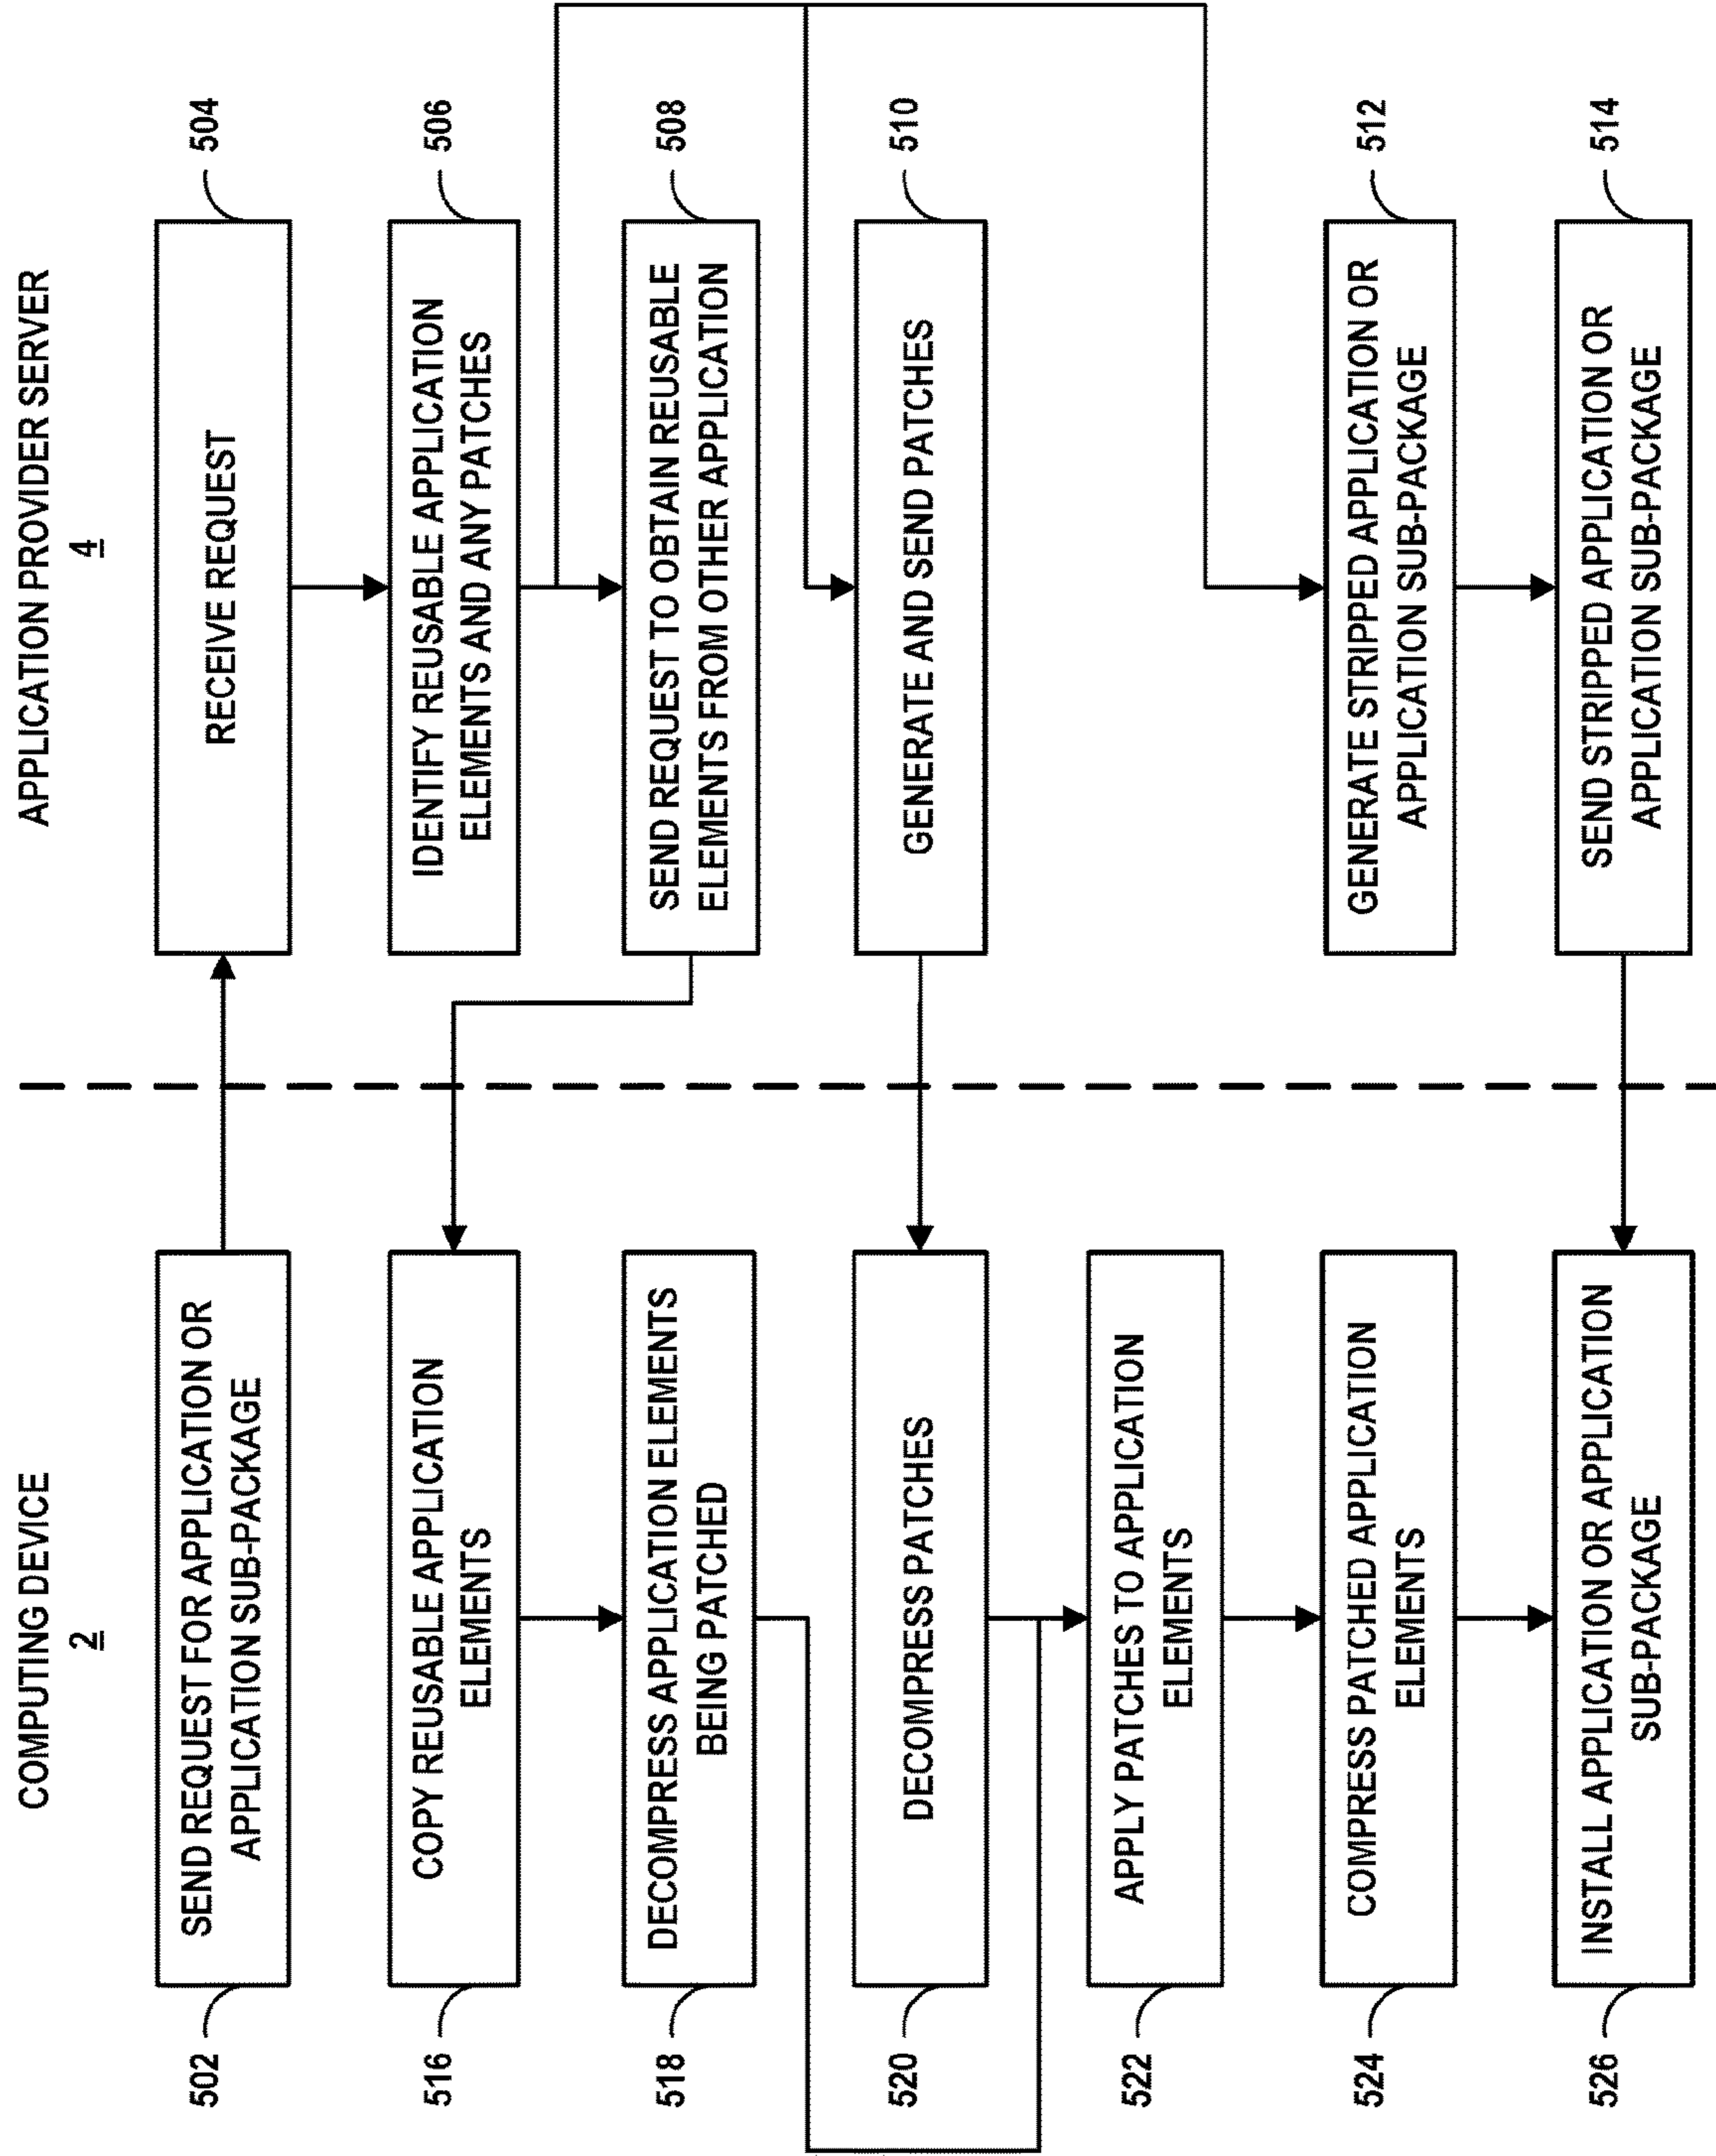 COMPUTING DEVICE
2
APPLICATION PROVIDER SERVER
4
502
SEND REQUEST FOR APPLICATION OR
APPLICATION SUB-PACKAGE
RECEIVE REQUEST
504
516
COPY REUSABLE APPLICATION
ELEMENTS
IDENTIFY REUSABLE APPLICATION
ELEMENTS AND ANY PATCHES
506
518
DECOMPRESS APPLICATION ELEMENTS
BEING PATCHED
SEND REQUEST TO OBTAIN REUSABLE
ELEMENTS FROM OTHER APPLICATION
508
520
DECOMPRESS PATCHES
GENERATE AND SEND PATCHES
510
522
APPLY PATCHES TO APPLICATION
ELEMENTS
524
COMPRESS PATCHED APPLICATION
ELEMENTS
GENERATE STRIPPED APPLICATION OR
APPLICATION SUB-PACKAGE
512
526
INSTALL APPLICATION OR APPLICATION
SUB-PACKAGE
SEND STRIPPED APPLICATION OR
APPLICATION SUB-PACKAGE
514